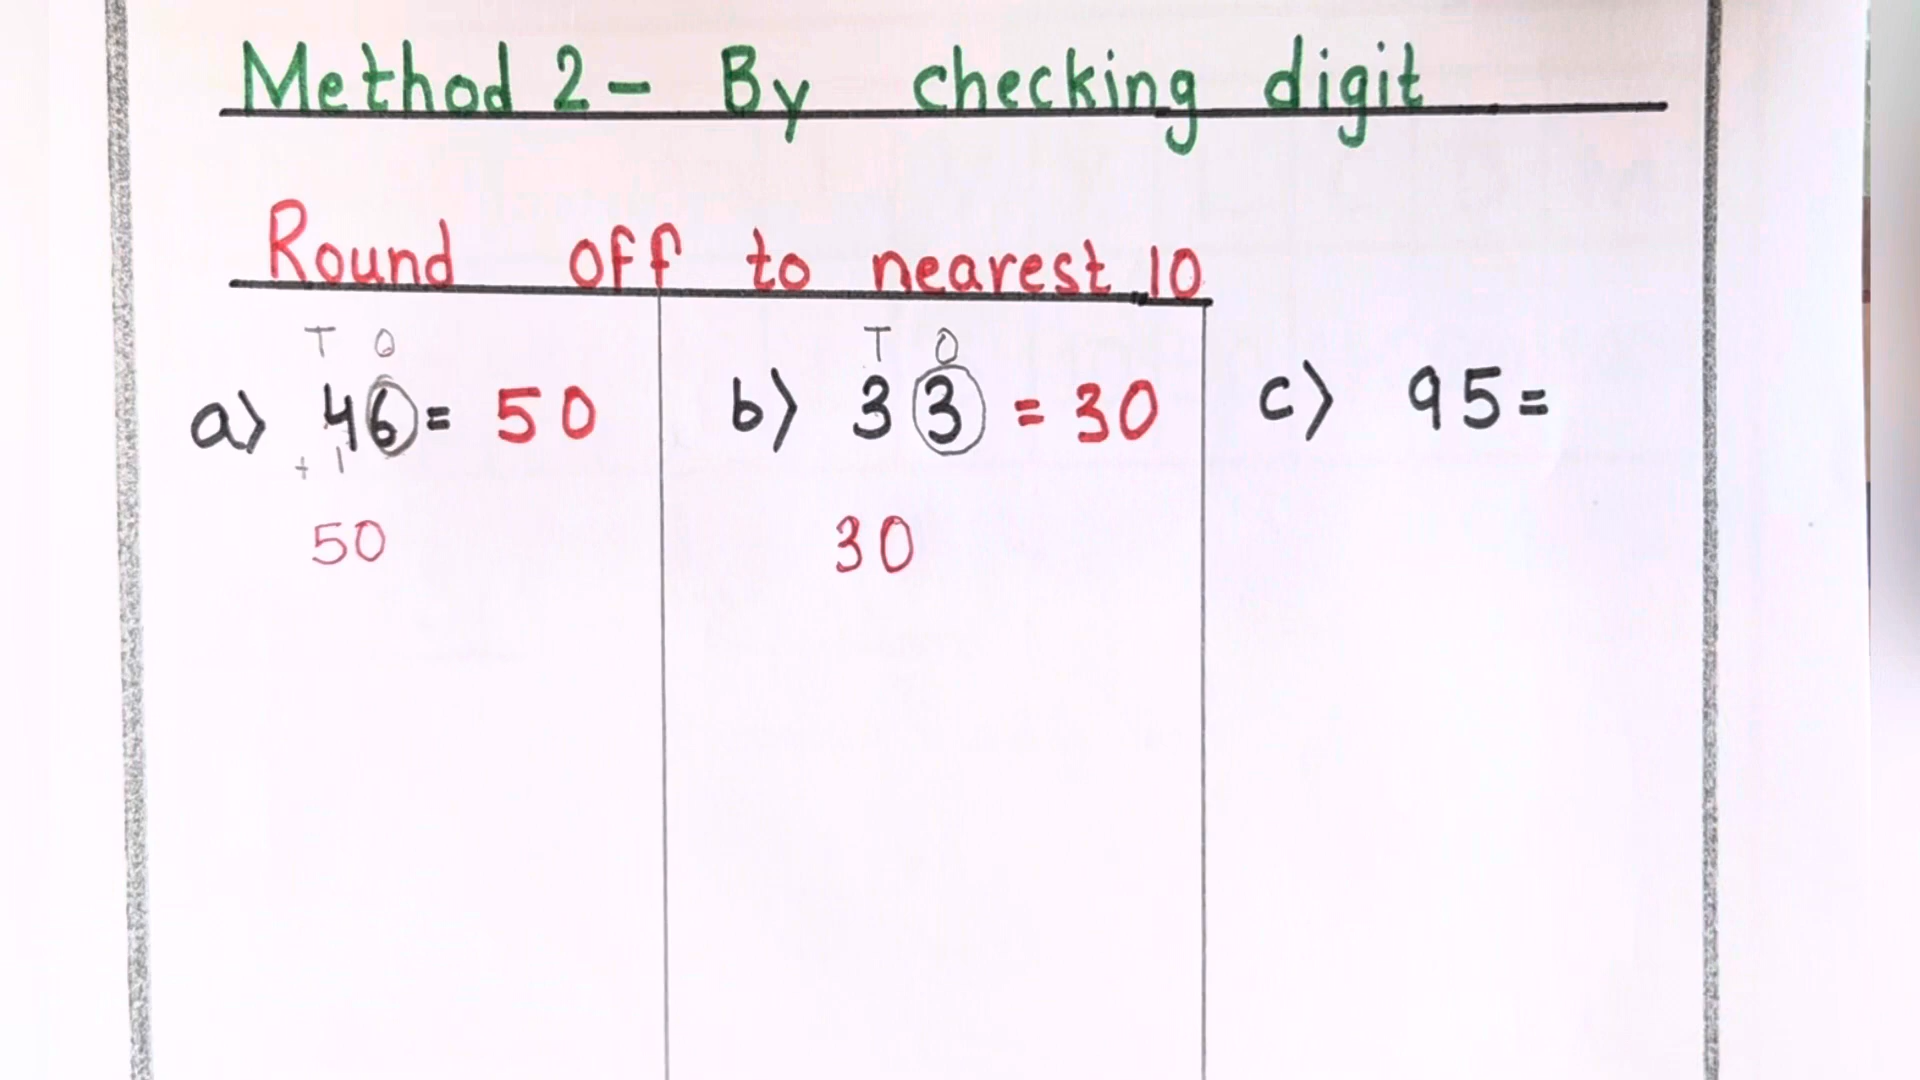 Method 2 - By checking digit
Round off to nearest 10
T O T O
a) 46 = 50 b) 33 = 30 c) 95 =
+ 1
50 30